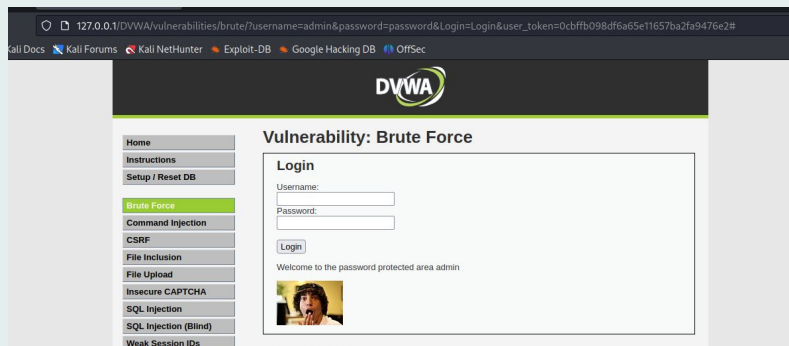 127.0.0.1/DVWA/vulnerabilities/brute/?username=admin&password=password&Login=Login&user_token=0cbffb098df6a65e11657ba2fa9476e2#
Kali Docs Kali Forums Kali NetHunter Exploit-DB Google Hacking DB OffSec
DVWA
Home
Instructions
Setup / Reset DB
Brute Force
Command Injection
CSRF
File Inclusion
File Upload
Insecure CAPTCHA
SQL Injection
SQL Injection (Blind)
Weak Session IDs
Vulnerability: Brute Force
Login
Username:
Password:
Login
Welcome to the password protected area admin